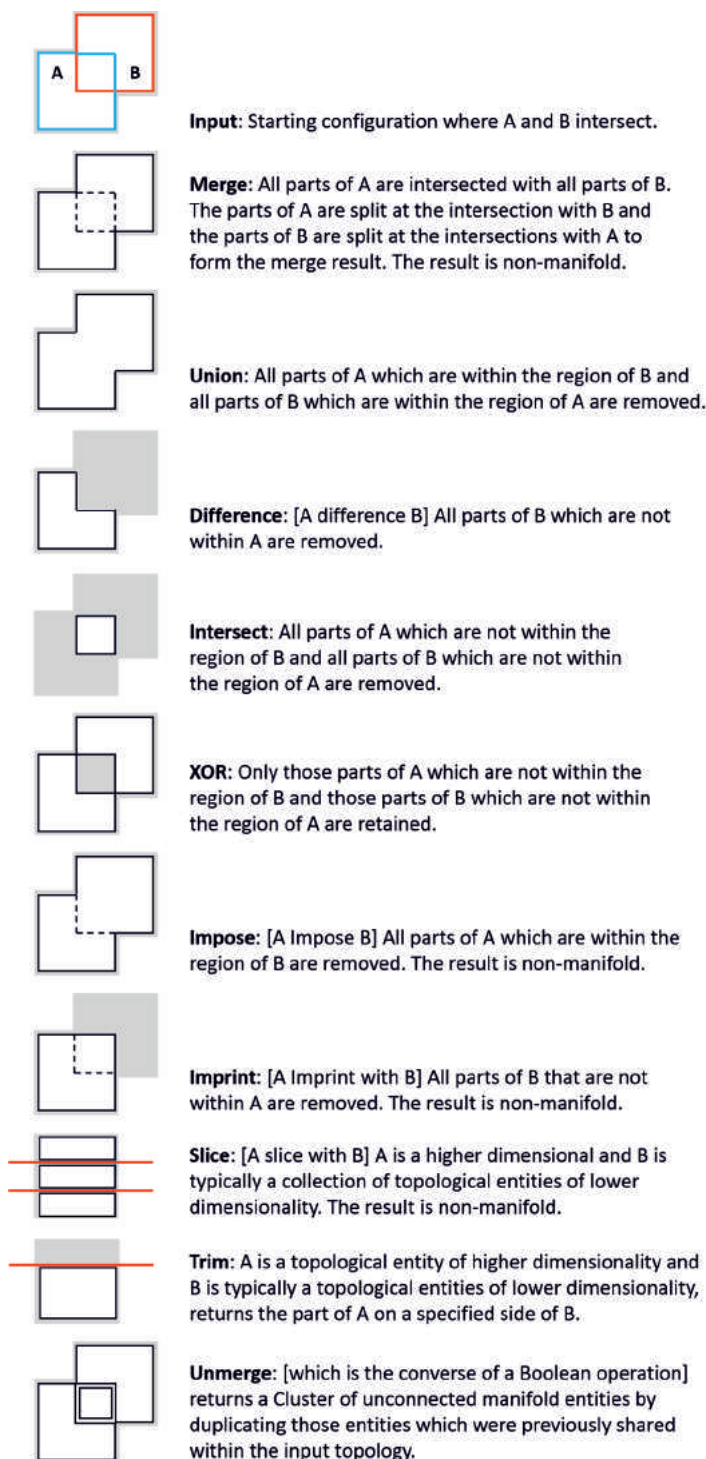 A B
Input: Starting configuration where A and B intersect.
Merge: All parts of A are intersected with all parts of B.
The parts of A are split at the intersection with B and
the parts of B are split at the intersections with A to
form the merge result. The result is non-manifold.
Union: All parts of A which are within the region of B and
all parts of B which are within the region of A are removed.
Difference: [A difference B] All parts of B which are not
within A are removed.
Intersect: All parts of A which are not within the
region of B and all parts of B which are not within
the region of A are removed.
XOR: Only those parts of A which are not within the
region of B and those parts of B which are not within
the region of A are retained.
Impose: [A Impose B] All parts of A which are within the
region of B are removed. The result is non-manifold.
Imprint: [A Imprint with B] All parts of B that are not
within A are removed. The result is non-manifold.
Slice: [A slice with B] A is a higher dimensional and B is
typically a collection of topological entities of lower
dimensionality. The result is non-manifold.
Trim: A is a topological entity of higher dimensionality and
B is typically a topological entities of lower dimensionality,
returns the part of A on a specified side of B.
Unmerge: [which is the converse of a Boolean operation]
returns a Cluster of unconnected manifold entities by
duplicating those entities which were previously shared
within the input topology.